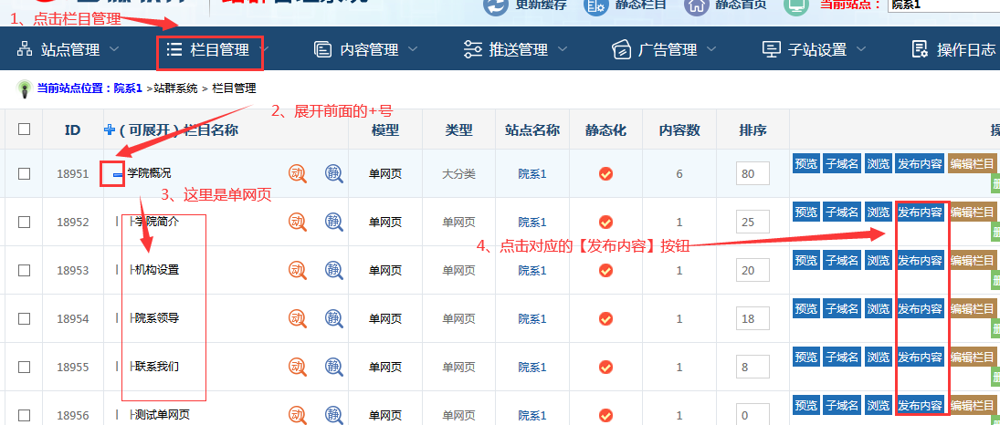 更新缓存 静态栏目 静态首页 当前站点： 院系1
1、点击栏目管理
站点管理 栏目管理 内容管理 推送管理 广告管理 子站设置 操作日志
当前站点位置：院系1 >站群系统 > 栏目管理
2、展开前面的+号
ID （可展开）栏目名称 模型 类型 站点名称 静态化 内容数 排序
18951 学院概况 动 静 单网页 大分类 院系1 6 80 预览 子域名 浏览 发布内容 编辑栏目
3、这里是单网页
18952 | ├学院简介 动 静 单网页 单网页 院系1 1 25 预览 子域名 浏览 发布内容 编辑栏目
4、点击对应的【发布内容】按钮
18953 | ├机构设置 动 静 单网页 单网页 院系1 1 20 预览 子域名 浏览 发布内容 编辑栏目
18954 | ├院系领导 动 静 单网页 单网页 院系1 1 18 预览 子域名 浏览 发布内容 编辑栏目
18955 | ├联系我们 动 静 单网页 单网页 院系1 1 8 预览 子域名 浏览 发布内容 编辑栏目
18956 | ├测试单网页 动 静 单网页 单网页 院系1 1 0 预览 子域名 浏览 发布内容 编辑栏目